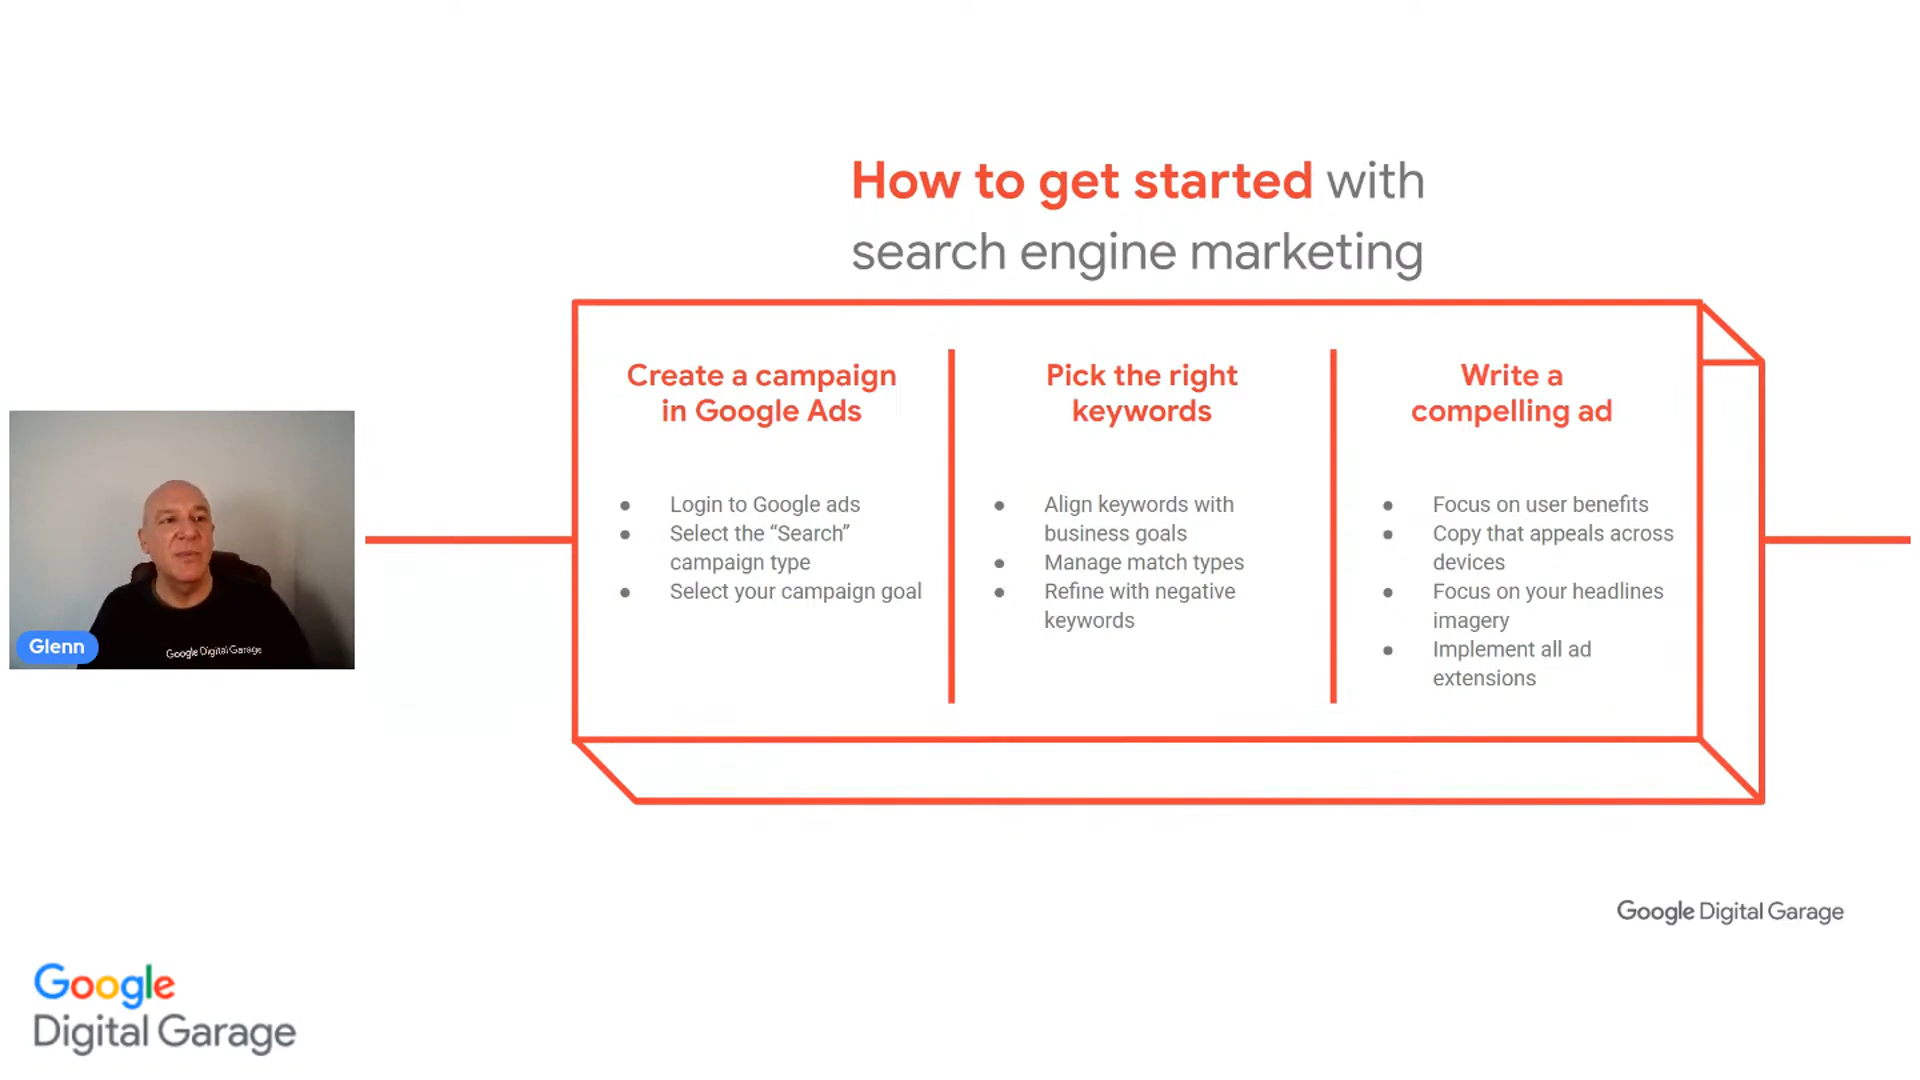 How to get started with
search engine marketing
Create a campaign
in Google Ads
Login to Google ads
Select the “Search”
campaign type
Select your campaign goal
Pick the right
keywords
Align keywords with
business goals
Manage match types
Refine with negative
keywords
Write a
compelling ad
Focus on user benefits
Copy that appeals across
devices
Focus on your headlines
imagery
Implement all ad
extensions
Glenn
Google Digital Garage
Google Digital Garage
Google
Digital Garage